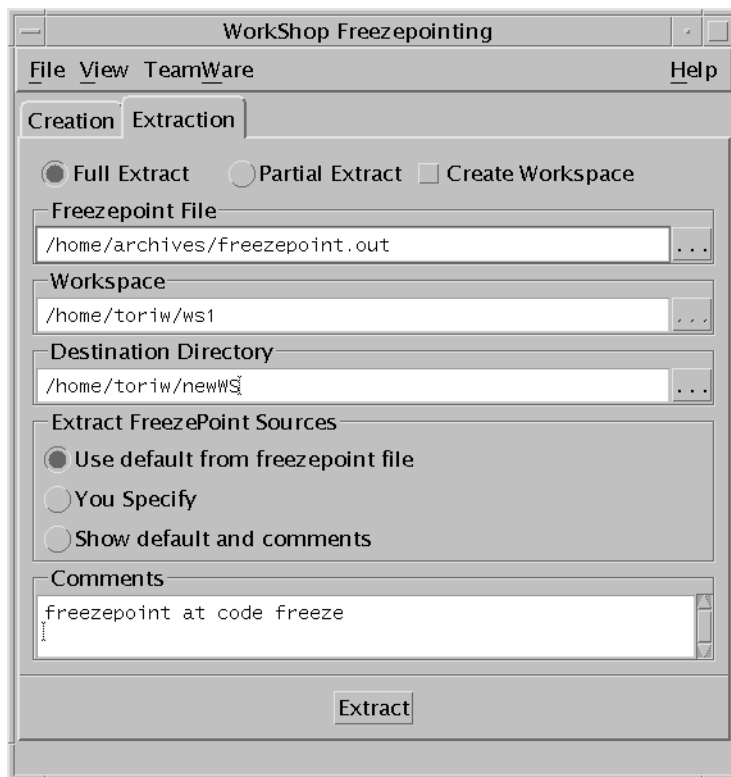 WorkShop Freezepointing
File View TeamWare Help
Creation Extraction
Full Extract Partial Extract Create Workspace
Freezepoint File
/home/archives/freezepoint.out ...
Workspace
/home/toriw/ws1 ...
Destination Directory
/home/toriw/newWS ...
Extract FreezePoint Sources
Use default from freezepoint file
You Specify
Show default and comments
Comments
freezepoint at code freeze
Extract